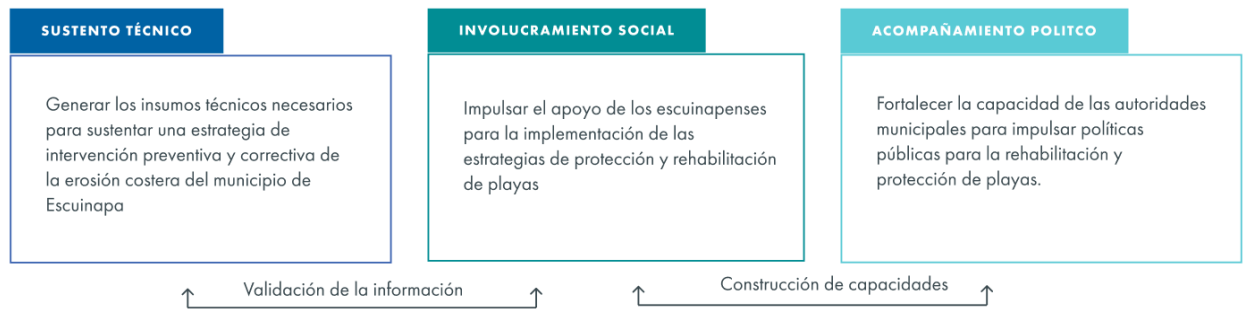 SUSTENTO TÉCNICO
Generar los insumos técnicos necesarios
para sustentar una estrategia de
intervención preventiva y correctiva de
la erosión costera del municipio de
Escuinapa
INVOLUCRAMIENTO SOCIAL
Impulsar el apoyo de los escuinapenses
para la implementación de las
estrategias de protección y rehabilitación
de playas
ACOMPAÑAMIENTO POLITCO
Fortalecer la capacidad de las autoridades
municipales para impulsar políticas
públicas para la rehabilitación y
protección de playas.
Validación de la información
Construcción de capacidades